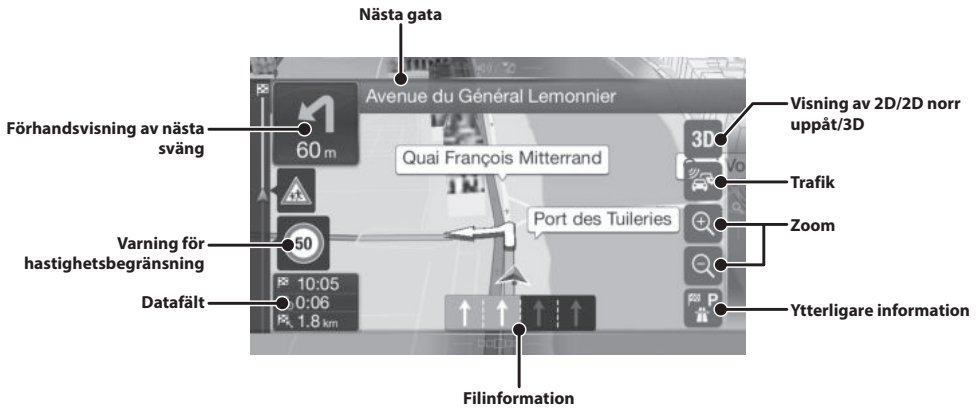 Nästa gata
Avenue du Général Lemonnier
Förhandsvisning av nästa
sväng
60 m
Visning av 2D/2D norr
uppåt/3D
3D
Quai François Mitterrand
Vo
Trafik
Port des Tuileries
Zoom
Varning för
hastighetsbegränsning
50
Datafält
10:05
0:06
1.8 km
P
Ytterligare information
Filinformation